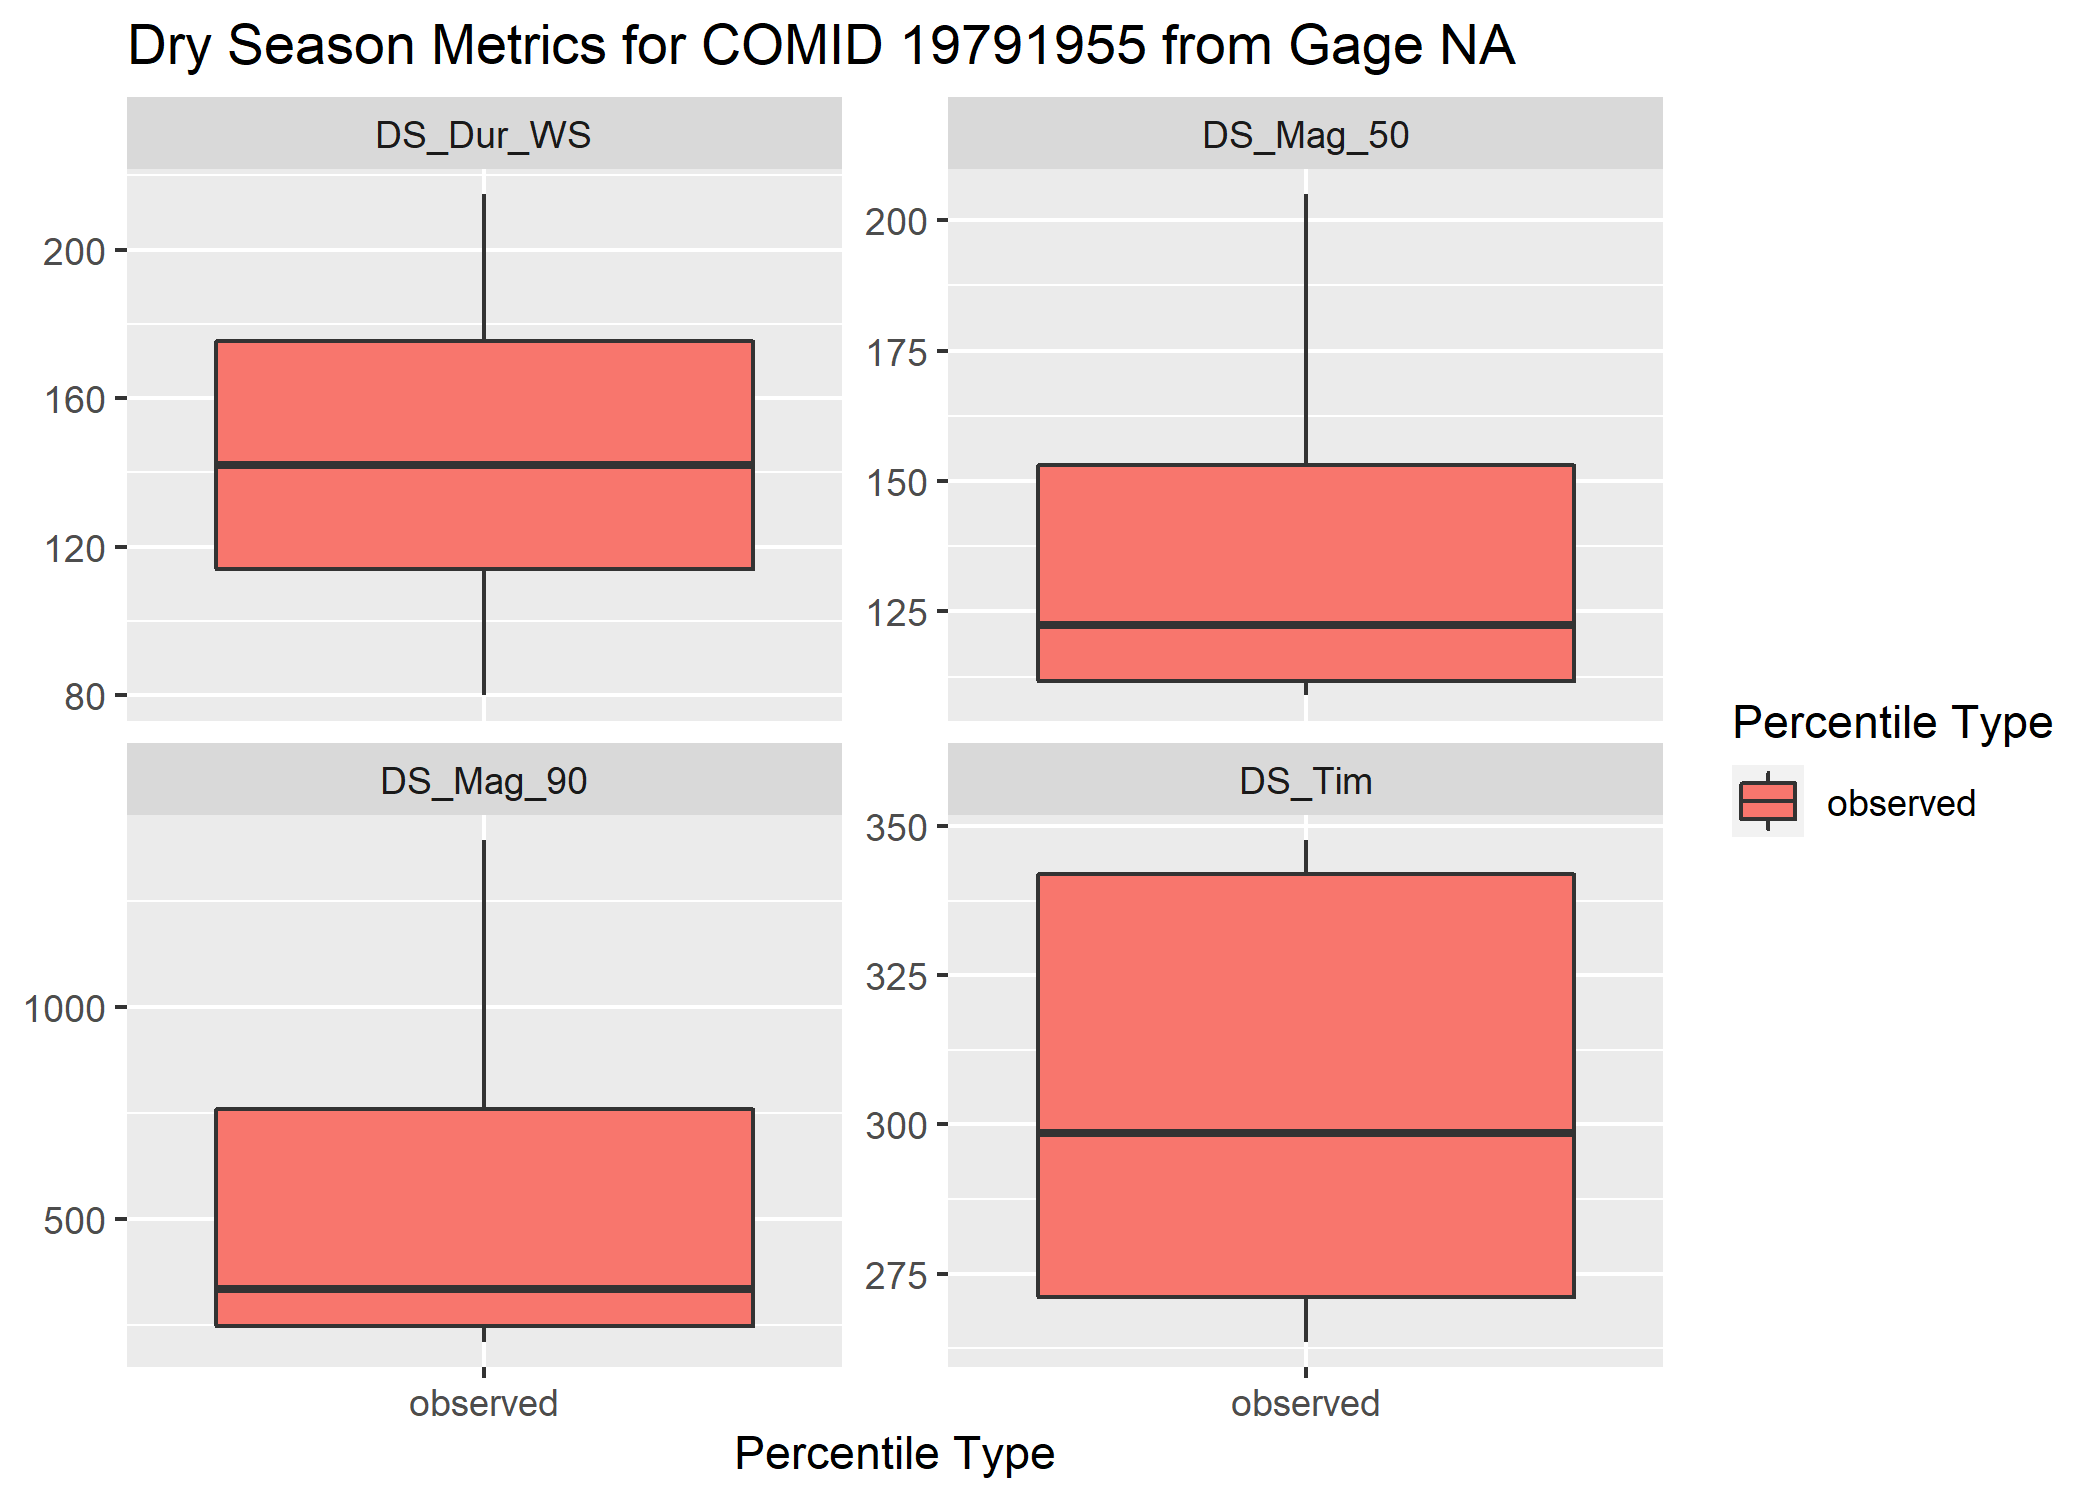 Dry Season Metrics for COMID 19791955 from Gage NA
DS_Dur_WS
DS_Mag_50
200
160
120
80
200
175
150
125
DS_Mag_90
DS_Tim
1000
500
350
325
300
275
observed
observed
Percentile Type
Percentile Type
observed